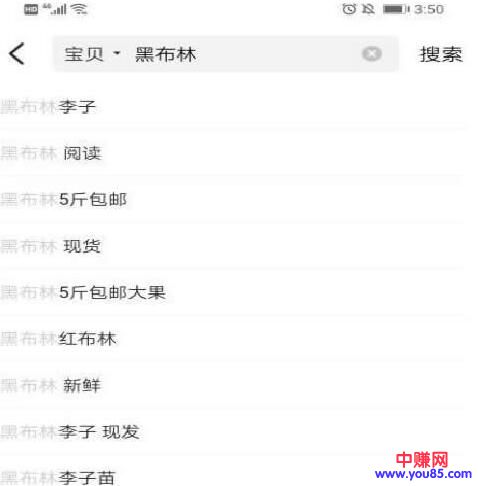 HD 46 3:50
宝贝 黑布林 搜索
黑布林李子
黑布林 阅读
黑布林5斤包邮
黑布林 现货
黑布林5斤包邮大果
黑布林红布林
黑布林 新鲜
黑布林李子 现发
黑布林李子苗
中赚网
www.you85.com